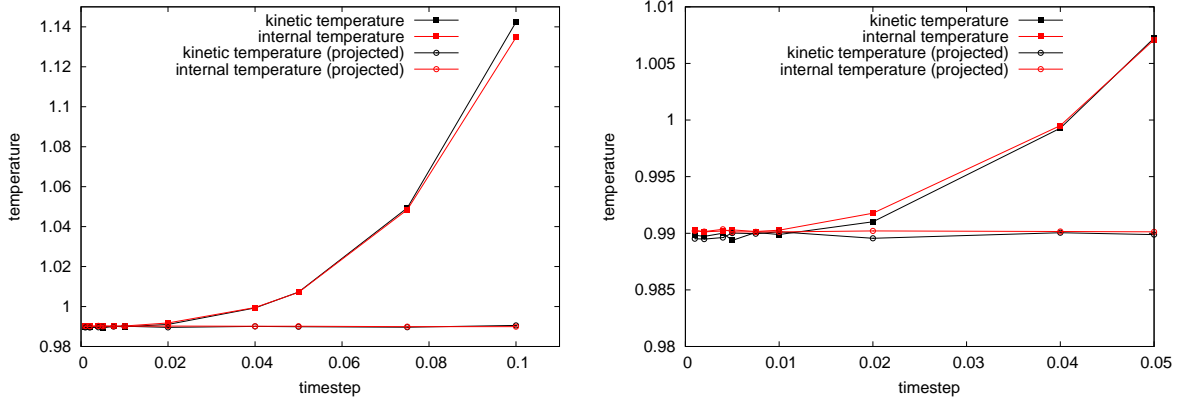 kinetic temperature
internal temperature
kinetic temperature (projected)
internal temperature (projected)
1.14
1.12
1.1
1.08
1.06
1.04
1.02
1
0.98
temperature
0 0.02 0.04 0.06 0.08 0.1
timestep
kinetic temperature
internal temperature
kinetic temperature (projected)
internal temperature (projected)
1.01
1.005
1
0.995
0.99
0.985
0.98
temperature
0 0.01 0.02 0.03 0.04 0.05
timestep